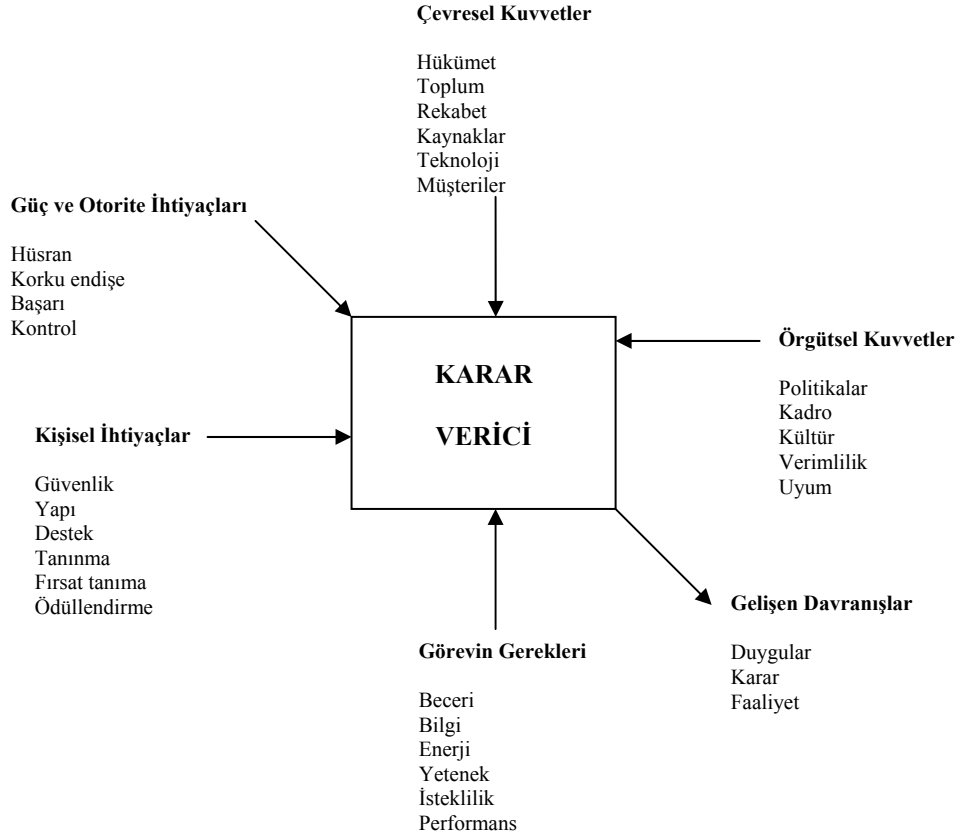 Çevresel Kuvvetler
Hükümet
Toplum
Rekabet
Kaynaklar
Teknoloji
Müşteriler
Güç ve Otorite İhtiyaçları
Hüsran
Korku endişe
Başarı
Kontrol
KARAR
VERİCİ
Örgütsel Kuvvetler
Politikalar
Kadro
Kültür
Verimlilik
Uyum
Kişisel İhtiyaçlar
Güvenlik
Yapı
Destek
Tanınma
Fırsat tanıma
Ödüllendirme
Görevin Gerekleri
Beceri
Bilgi
Enerji
Yetenek
İsteklilik
Performans
Gelişen Davranışlar
Duygular
Karar
Faaliyet